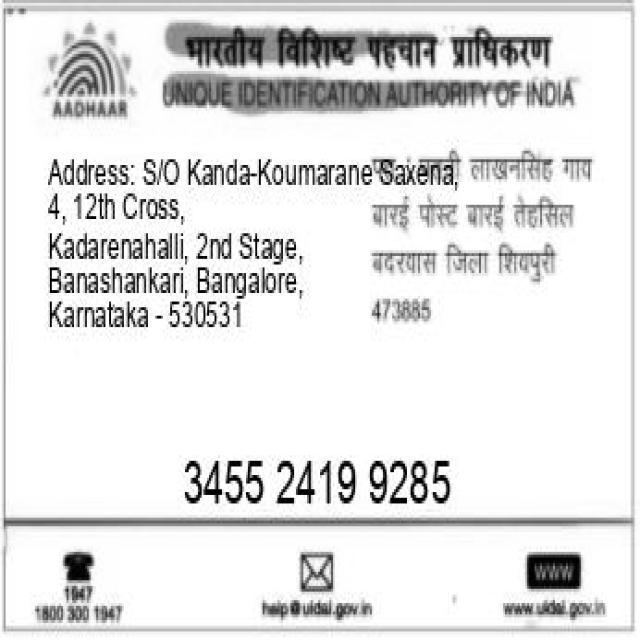 भारतीय विशिष्ट पहचान प्राधिकरण
AADHAAR
UNIQUE IDENTIFICATION AUTHORITY OF INDIA
Address: S/O Kanda-Koumarane Saxena,
4, 12th Cross,
Kadarenahalli, 2nd Stage,
Banashankari, Bangalore,
Karnataka - 530531
लाखनसिंह गाय
बारई पोस्ट बारई तेहसिल
बदरवास जिला शिवपुरी
473885
3455 2419 9285
1947
1800 300 1947
help@uidai.gov.in
WWW
www.uidai.gov.in